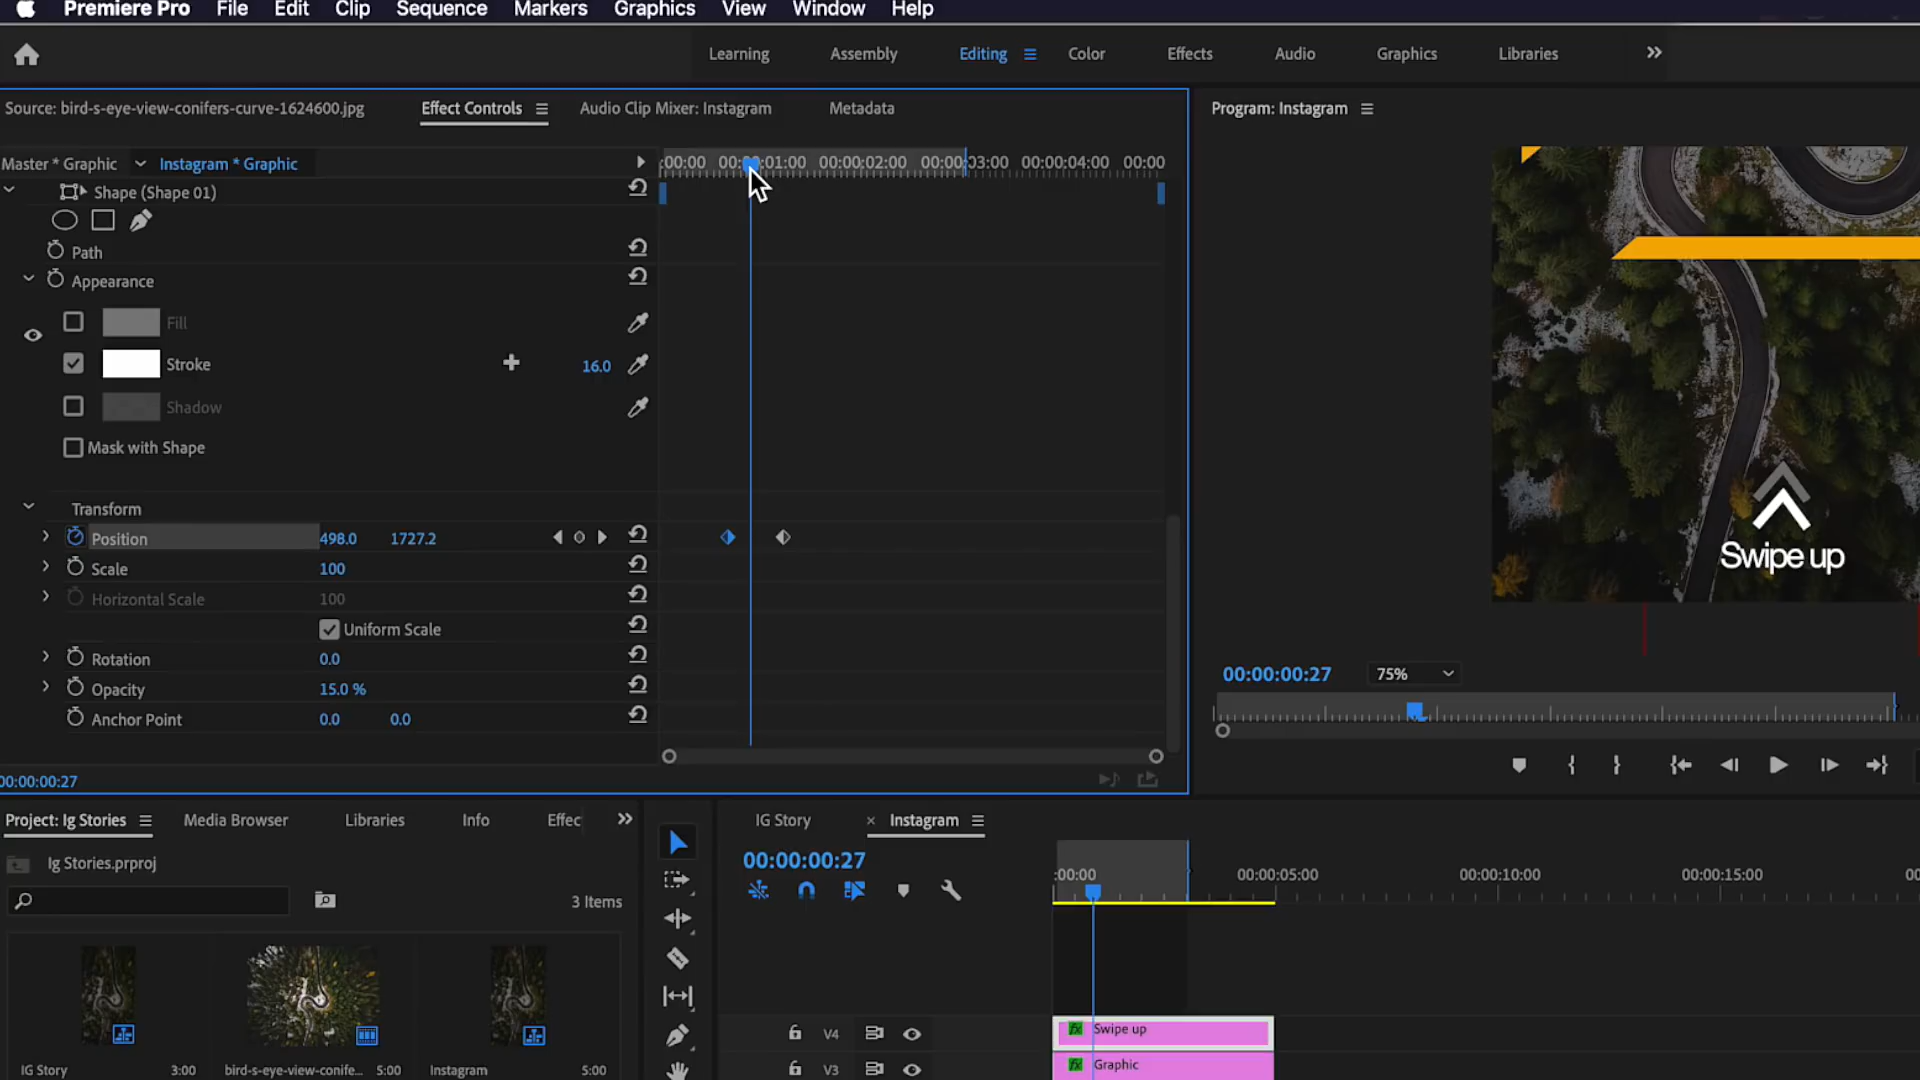 Premiere Pro File Edit Clip Sequence Markers Graphics View Window Help
Learning Assembly Editing Color Effects Audio Graphics Libraries
Source: bird-s-eye-view-conifers-curve-1624600.jpg Effect Controls Audio Clip Mixer: Instagram Metadata
Program: Instagram
Master * Graphic Instagram * Graphic
:00:00 00:00:01:00 00:00:02:00 00:00:03:00 00:00:04:00 00:00
Shape (Shape 01)
Path
Appearance
Fill
Stroke 16.0
Shadow
Mask with Shape
Transform
Position 498.0 1727.2
Scale 100
Horizontal Scale 100
Uniform Scale
Rotation 0.0
Opacity 15.0 %
Anchor Point 0.0 0.0
00:00:00:27
Swipe up
00:00:00:27 75%
Project: Ig Stories Media Browser Libraries Info Effec
Ig Stories.prproj
3 Items
IG Story 3:00
bird-s-eye-view-conife... 5:00
Instagram 5:00
IG Story × Instagram
00:00:00:27
:00:00 00:00:05:00 00:00:10:00 00:00:15:00 00
V4 fx Swipe up
V3 fx Graphic